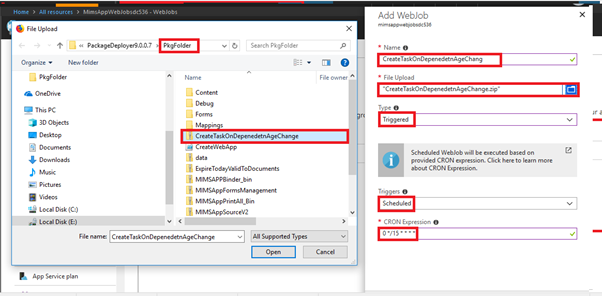 Home > All resources > MimsAppWebJobsdc536 - WebJobs
File Upload
PackageDeployer9.0.0.7 > PkgFolder
Search PkgFolder
Organize
New folder
PkgFolder
OneDrive
This PC
3D Objects
Desktop
Documents
Downloads
Music
Pictures
Videos
Local Disk (C:)
Local Disk (E:)
Name
Content
Debug
Forms
Mappings
CreateTaskOnDepenedetnAgeChange
CreateWebApp
data
ExpireTodayValidToDocuments
MIMSAPPBinder_bin
MIMSAppFormsManagement
MIMSAppPrintAll_Bin
MIMSAppSourceV2
Date
File folder
File name:
CreateTaskOnDepenedetnAgeChange
All Supported Types
Open
Cancel
App Service plan
Add WebJob
mimsappwebjobsdc536
* Name
CreateTaskOnDepenedetnAgeChang
* File Upload
"CreateTaskOnDepenedetnAgeChange.zip"
Type
Triggered
Scheduled WebJob will be executed based on
provided CRON expression. Click here to learn more
about CRON Expression.
Triggers
Scheduled
* CRON Expression
0 */15 * * * *